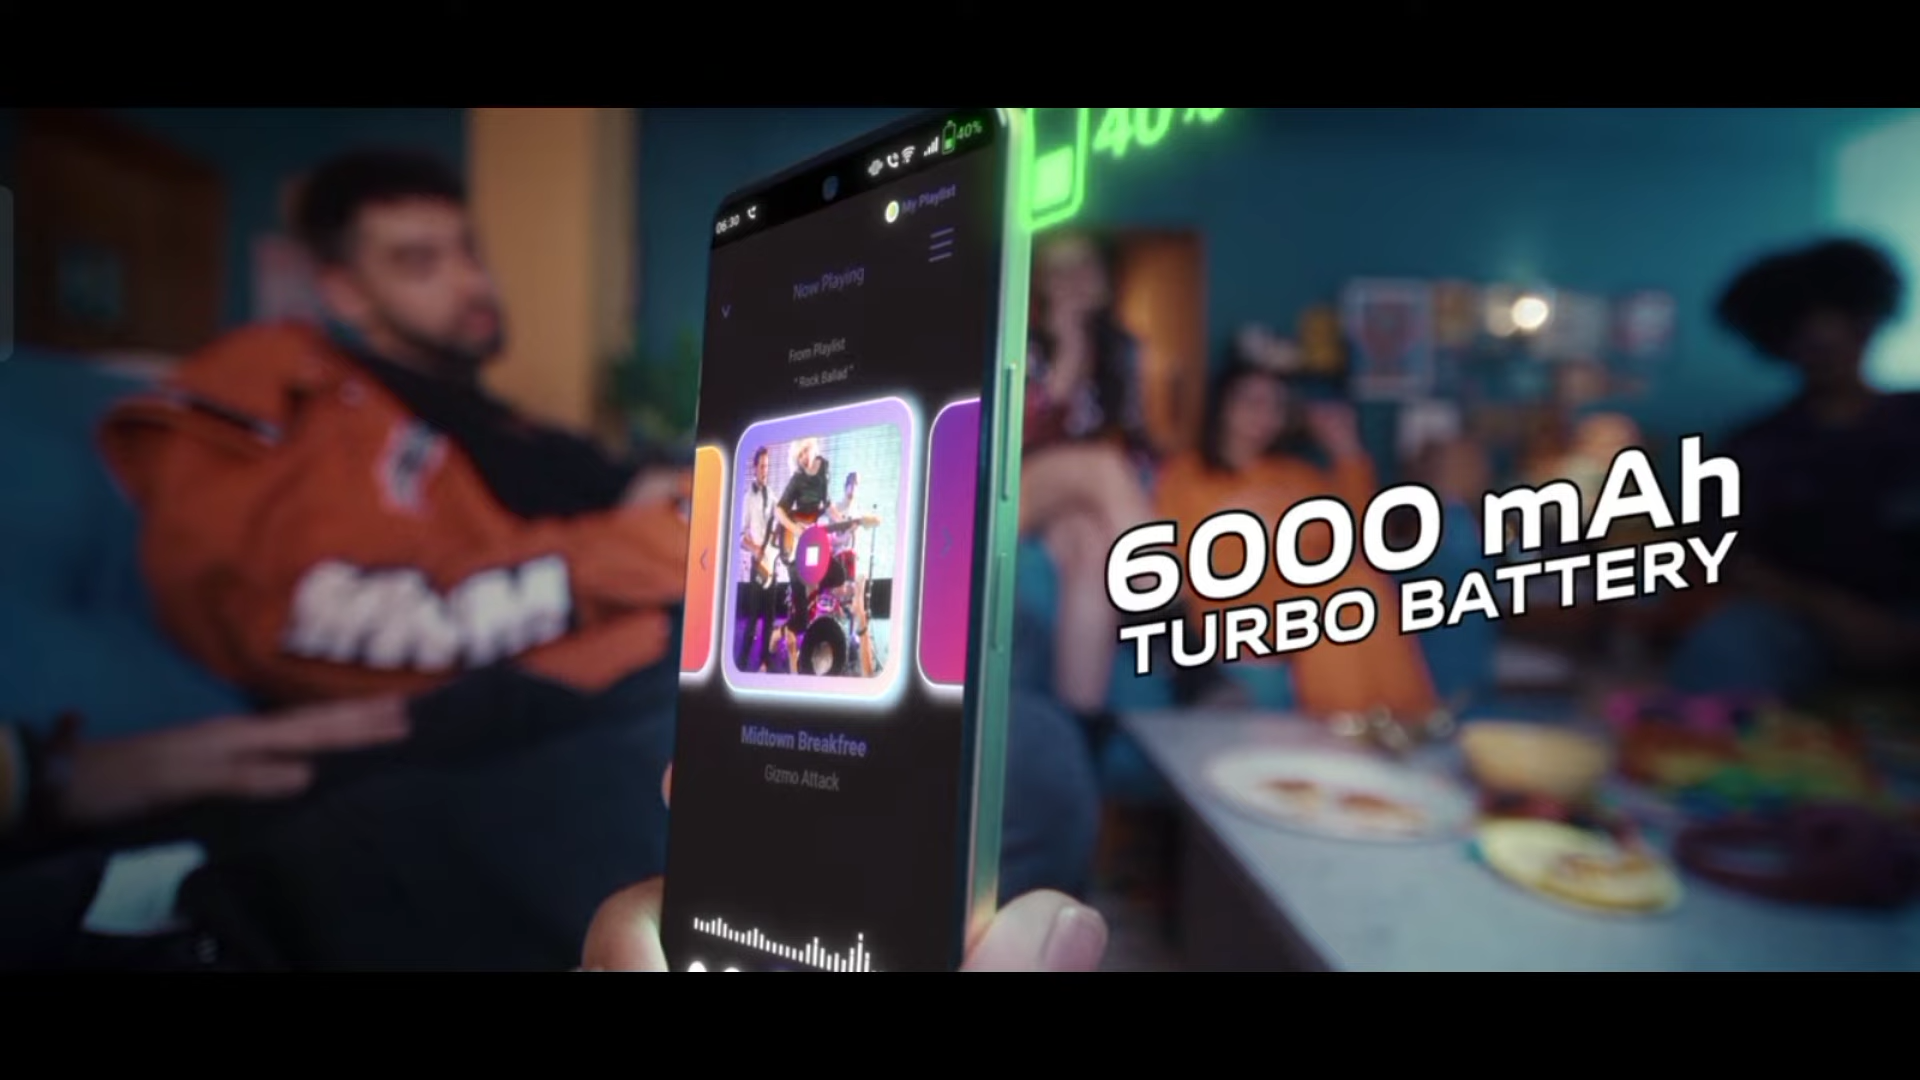 40%
40%
06:30
My Playlist
Now Playing
From Playlist
" Rock Ballad "
6000 mAh
TURBO BATTERY
Midtown Breakfree
Gizmo Attack